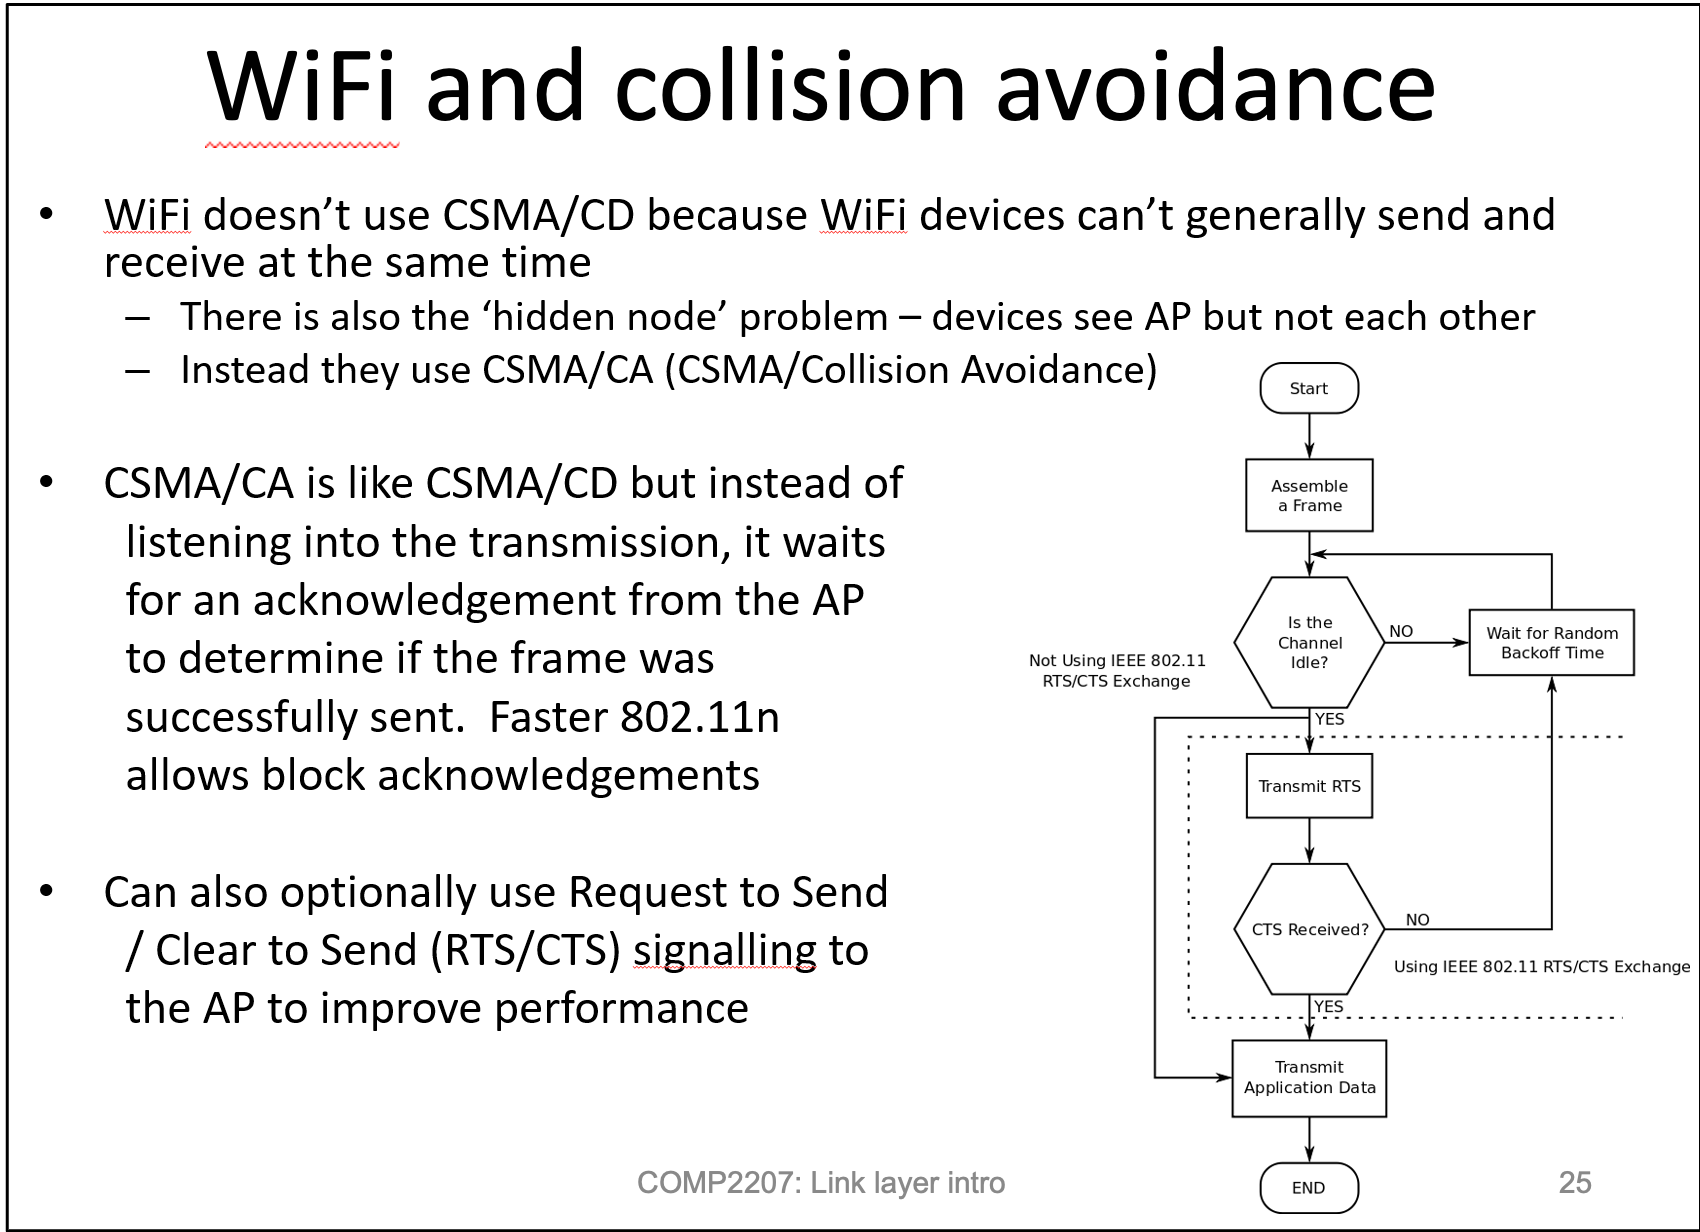 WiFi and collision avoidance
• WiFi doesn’t use CSMA/CD because WiFi devices can’t generally send and
receive at the same time
– There is also the ‘hidden node’ problem – devices see AP but not each other
– Instead they use CSMA/CA (CSMA/Collision Avoidance)
• CSMA/CA is like CSMA/CD but instead of
listening into the transmission, it waits
for an acknowledgement from the AP
to determine if the frame was
successfully sent.  Faster 802.11n
allows block acknowledgements
• Can also optionally use Request to Send
/ Clear to Send (RTS/CTS) signalling to
the AP to improve performance
Start
Assemble
a Frame
Is the
Channel
Idle?
NO
Wait for Random
Backoff Time
Not Using IEEE 802.11
RTS/CTS Exchange
YES
Transmit RTS
CTS Received?
NO
Using IEEE 802.11 RTS/CTS Exchange
YES
Transmit
Application Data
END
COMP2207: Link layer intro
25